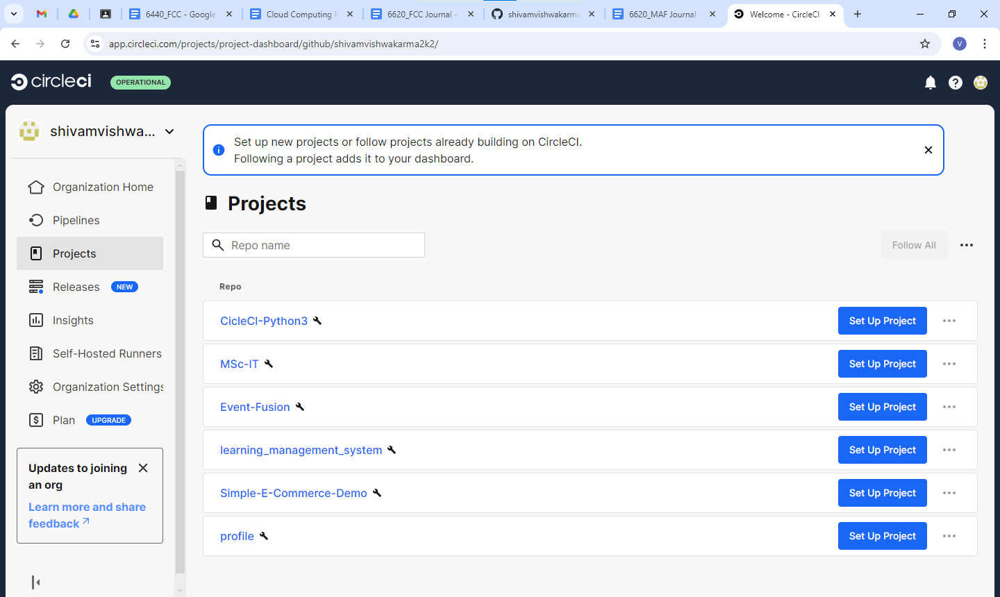 6440_FCC - Google
Cloud Computing
6620_FCC Journal -
shivamvishwakarma
6620_MAF Journal
Welcome - CircleCI
app.circleci.com/projects/project-dashboard/github/shivamvishwakarma2k2/
V
circleci
OPERATIONAL
shivamvishwa...
Organization Home
Pipelines
Projects
Releases NEW
Insights
Self-Hosted Runners
Organization Settings
Plan UPGRADE
Updates to joining
an org
Learn more and share
feedback
Set up new projects or follow projects already building on CircleCI.
Following a project adds it to your dashboard.
Projects
Repo name
Follow All
Repo
CicleCI-Python3 Set Up Project
MSc-IT Set Up Project
Event-Fusion Set Up Project
learning_management_system Set Up Project
Simple-E-Commerce-Demo Set Up Project
profile Set Up Project